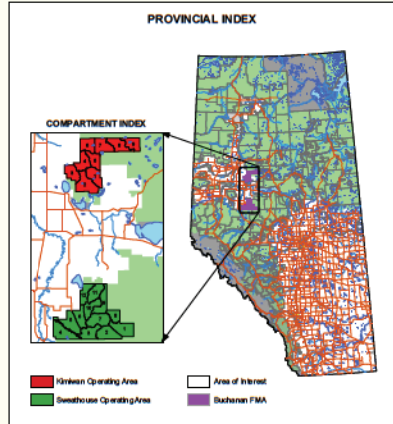 PROVINCIAL INDEX
COMPARTMENT INDEX
Kimiwan Operating Area
Area of Interest
Sweathouse Operating Area
Buchanan FMA